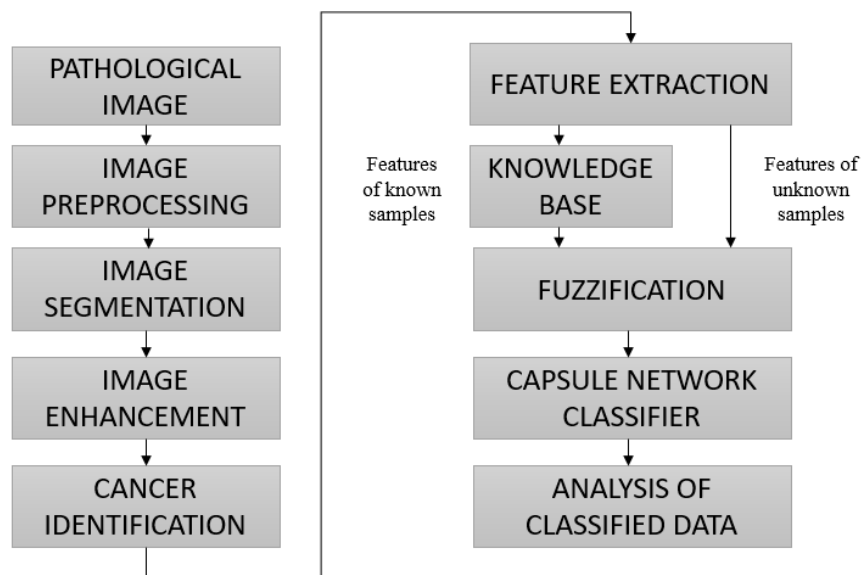 PATHOLOGICAL
IMAGE
IMAGE
PREPROCESSING
IMAGE
SEGMENTATION
IMAGE
ENHANCEMENT
CANCER
IDENTIFICATION
FEATURE EXTRACTION
Features
of known
samples
KNOWLEDGE
BASE
Features of
unknown
samples
FUZZIFICATION
CAPSULE NETWORK
CLASSIFIER
ANALYSIS OF
CLASSIFIED DATA